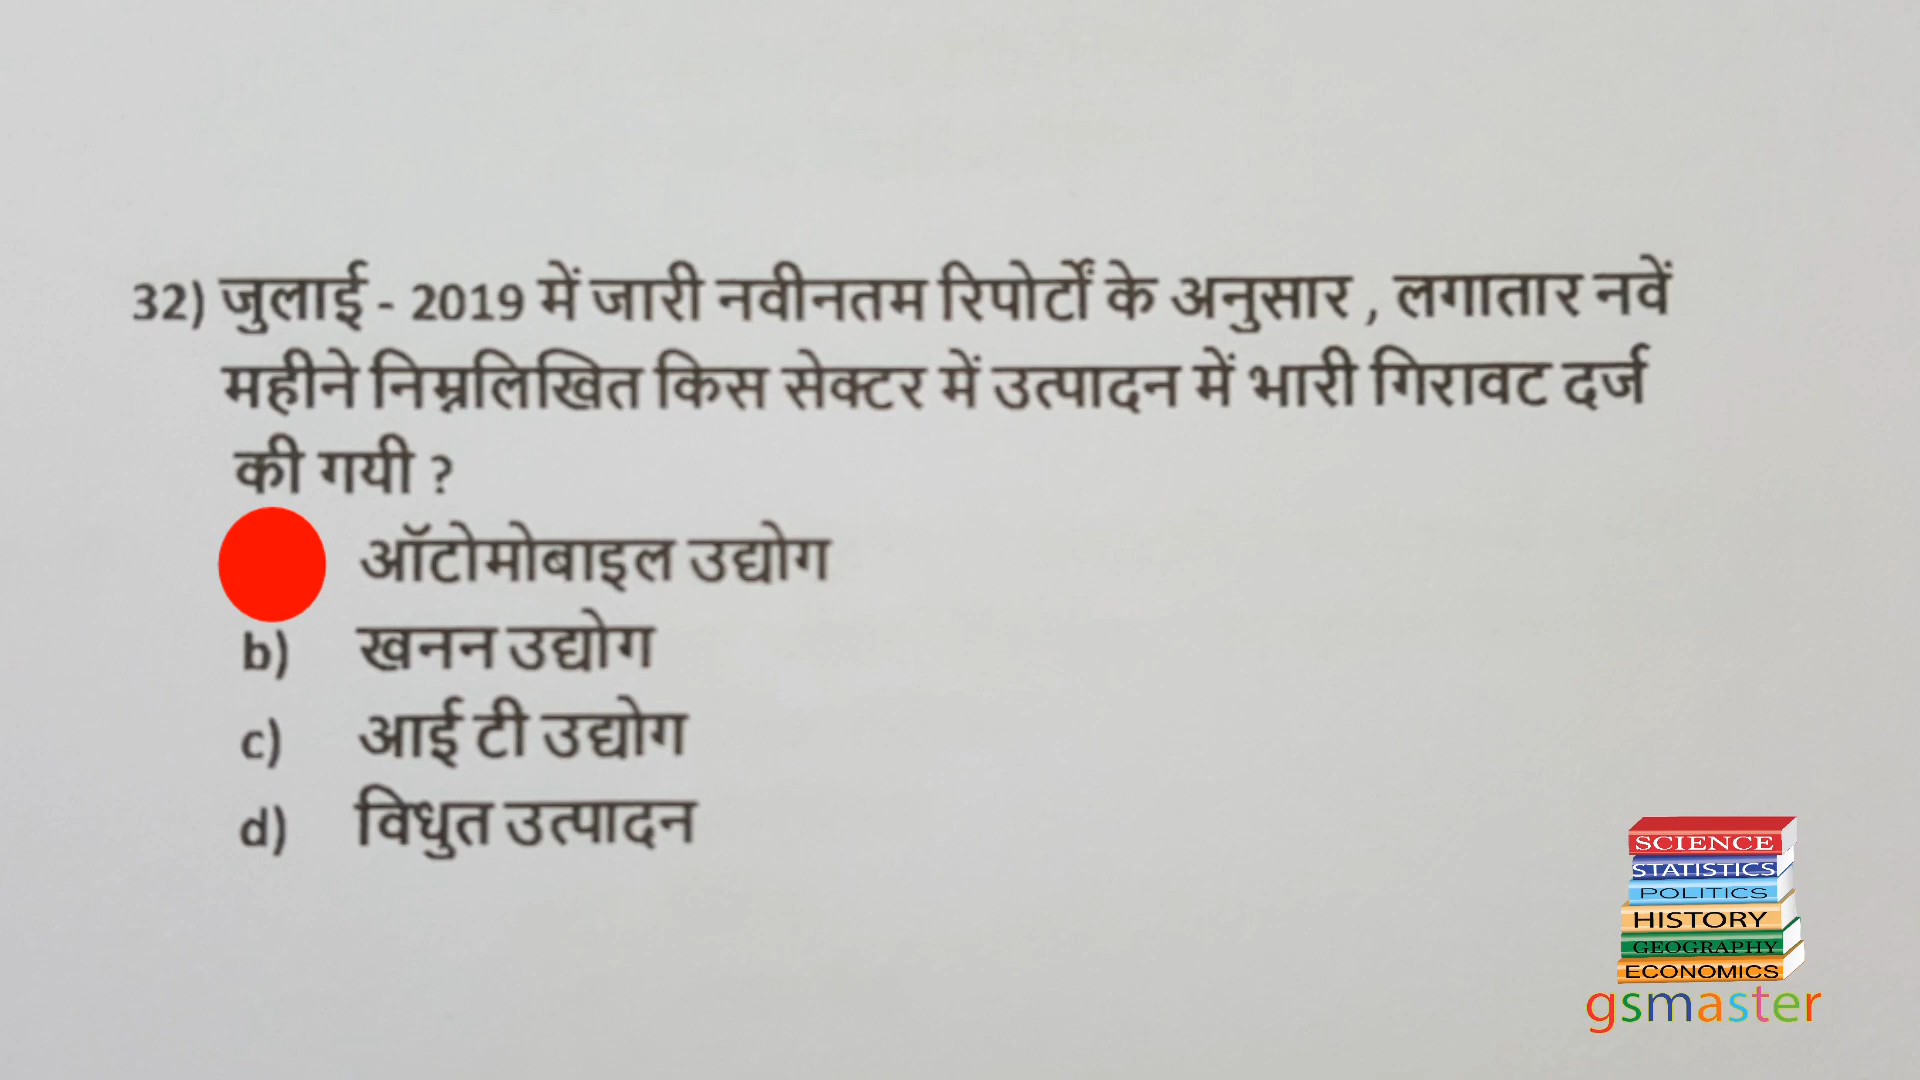 32) जुलाई - 2019 में जारी नवीनतम रिपोर्टों के अनुसार , लगातार नवें
महीने निम्नलिखित किस सेक्टर में उत्पादन में भारी गिरावट दर्ज
की गयी ?
ऑटोमोबाइल उद्योग
b) खनन उद्योग
c) आई टी उद्योग
d) विधुत उत्पादन
SCIENCE
STATISTICS
POLITICS
HISTORY
GEOGRAPHY
ECONOMICS
gsmaster